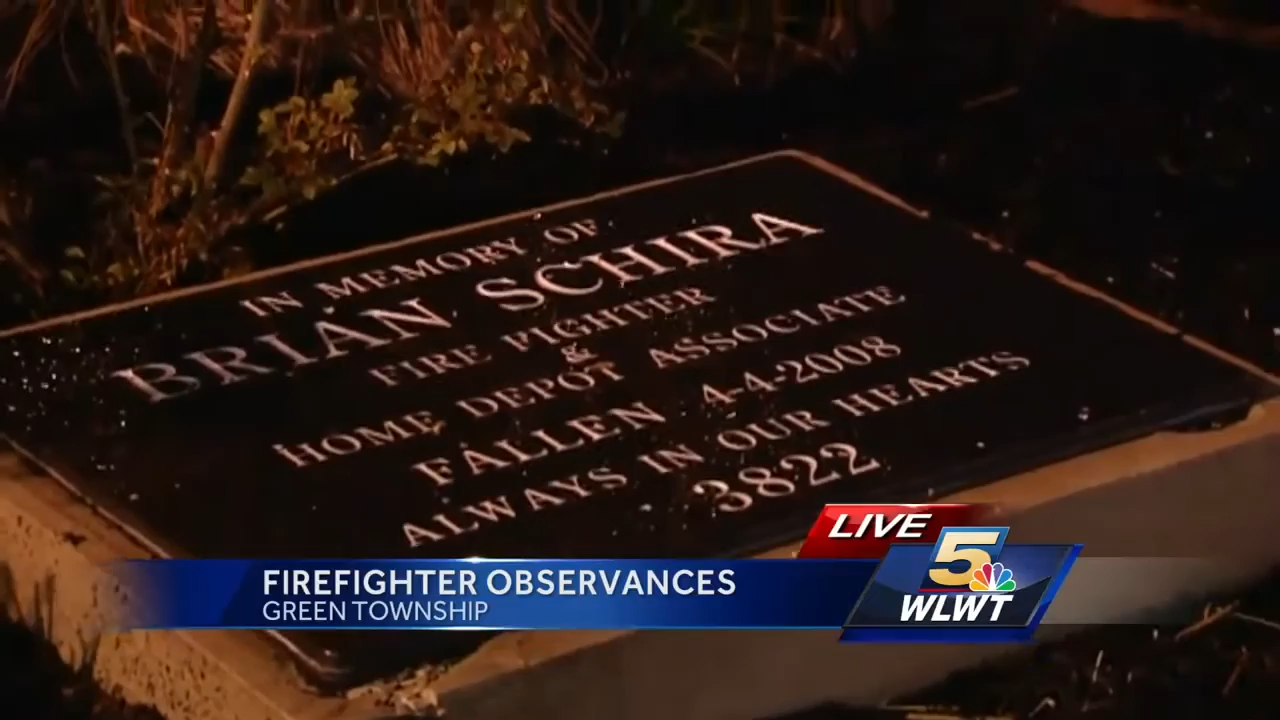 IN MEMORY OF
BRIAN SCHIRA
FIRE FIGHTER
&
HOME DEPOT ASSOCIATE
FALLEN 4-4-2008
ALWAYS IN OUR HEARTS
3822
LIVE
5
WLWT
FIREFIGHTER OBSERVANCES
GREEN TOWNSHIP